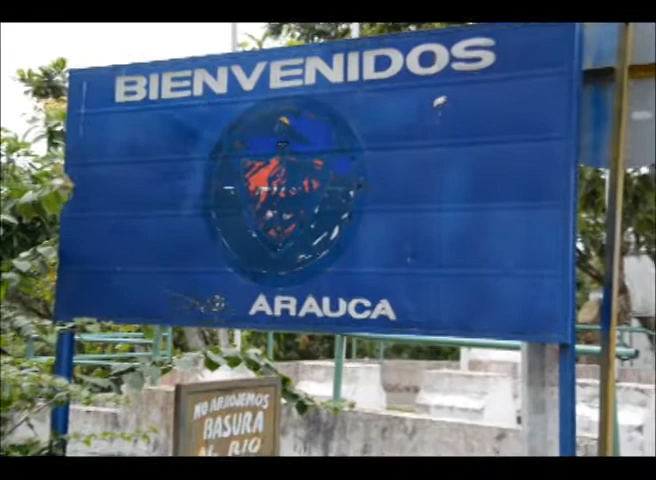 BIENVENIDOS
ARAUCA
NO ARROJEMOS
BASURA
AL RIO